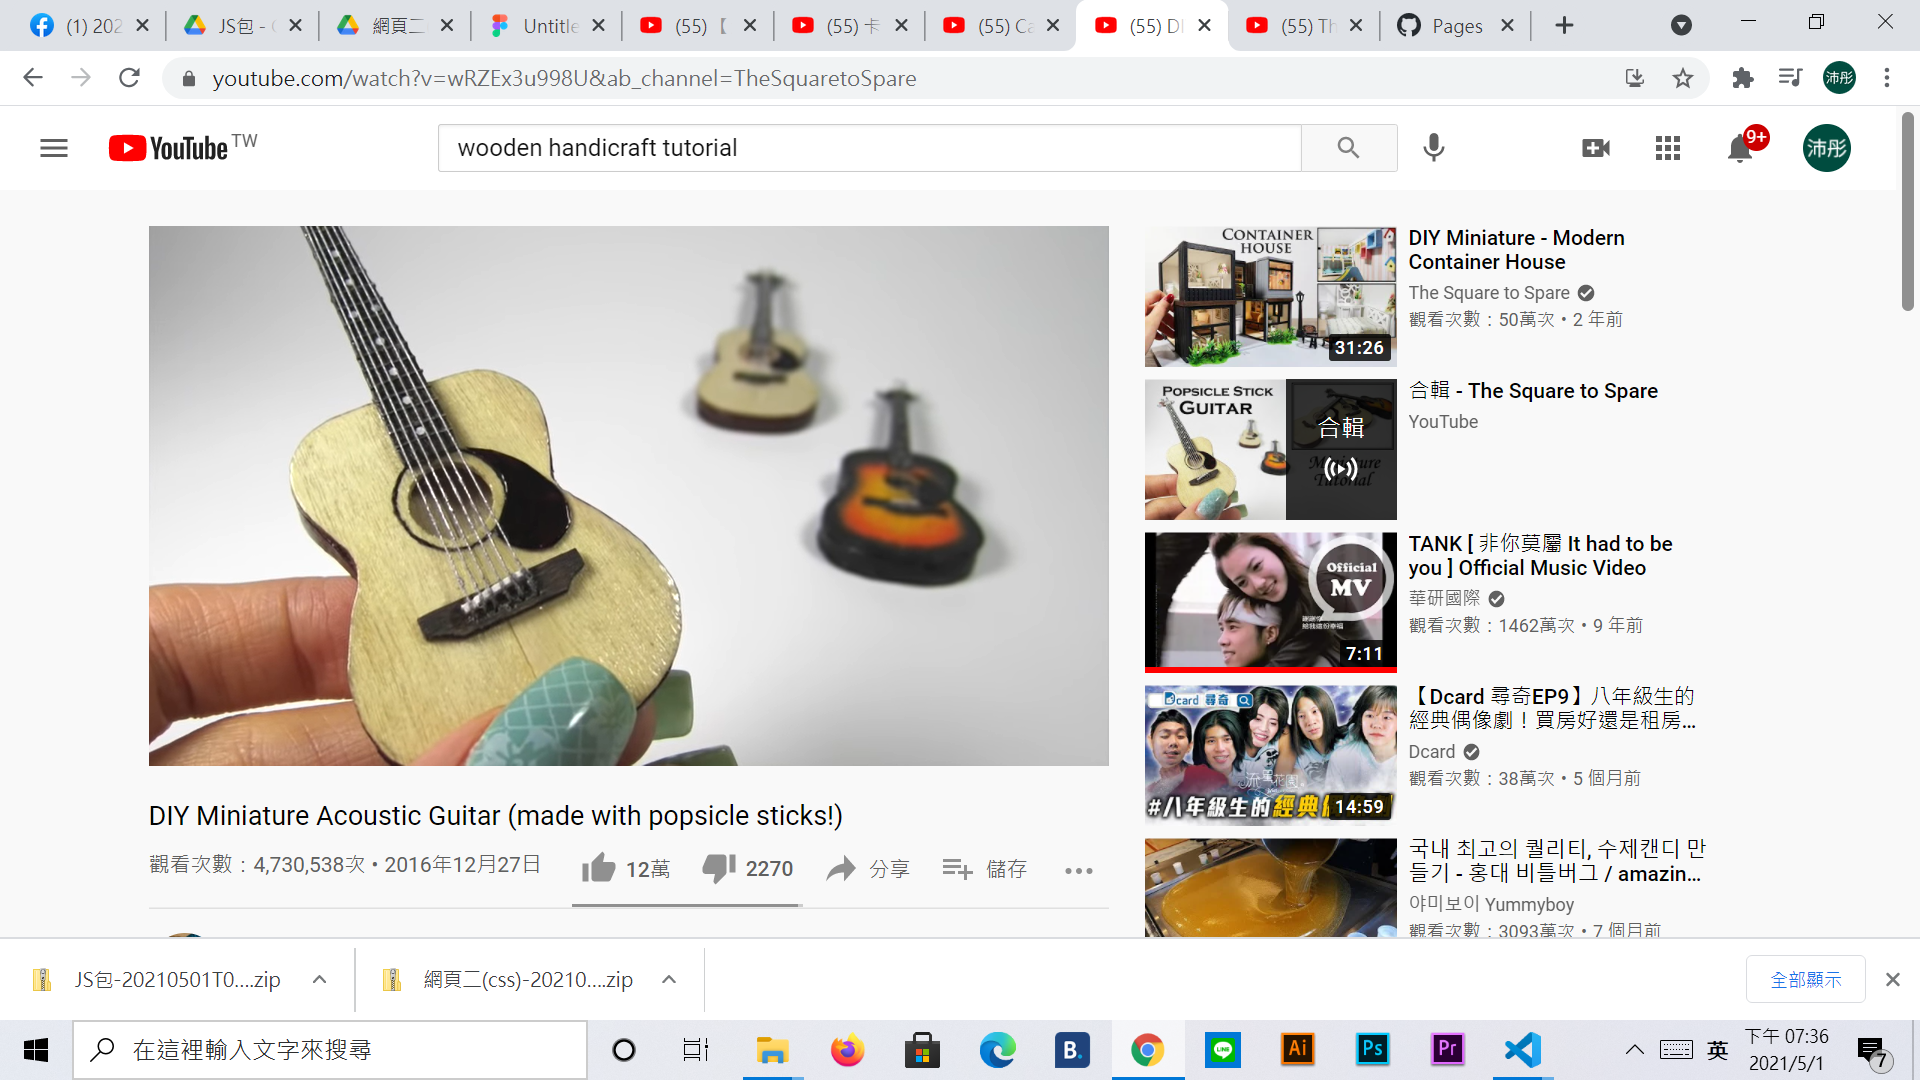 (1) 202
JS包 - (
網頁二
Untitle
(55)【
(55) 卡
(55) Ca
(55) DI
(55) Th
Pages
youtube.com/watch?v=wRZEx3u998U&ab_channel=TheSquaretoSpare
沛彤
YouTube TW
wooden handicraft tutorial
9+
沛彤
CONTAINER
HOUSE
31:26
DIY Miniature - Modern
Container House
The Square to Spare
觀看次數：50萬次 • 2 年前
POPSICLE STICK
GUITAR
合輯
Tutorial
合輯 - The Square to Spare
YouTube
Official
MV
7:11
TANK [ 非你莫屬 It had to be
you ] Official Music Video
華研國際
觀看次數：1462萬次 • 9 年前
Dcard 尋奇
流星花園
#八年級生的經典
14:59
【Dcard 尋奇EP9】八年級生的
經典偶像劇！買房好還是租房...
Dcard
觀看次數：38萬次 • 5 個月前
국내 최고의 퀄리티, 수제캔디 만
들기 - 홍대 비틀버그 / amazin...
야미보이 Yummyboy
觀看次數：3093萬次 • 7 個月前
DIY Miniature Acoustic Guitar (made with popsicle sticks!)
觀看次數：4,730,538次 • 2016年12月27日
12萬
2270
分享
儲存
JS包-20210501T0....zip
網頁二(css)-20210....zip
全部顯示
在這裡輸入文字來搜尋
B.
LINE
Ai
Ps
Pr
英
下午 07:36
2021/5/1
7